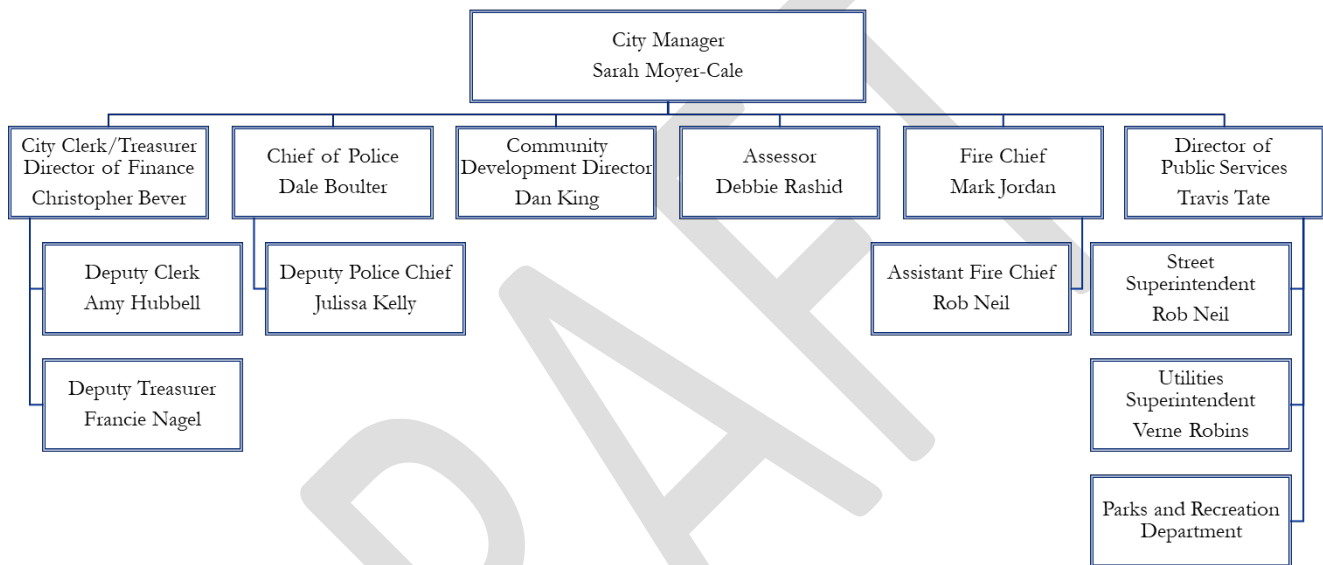 City Manager
Sarah Moyer-Cale
City Clerk/Treasurer
Director of Finance
Christopher Bever
Chief of Police
Dale Boulter
Community
Development Director
Dan King
Assessor
Debbie Rashid
Fire Chief
Mark Jordan
Director of
Public Services
Travis Tate
Deputy Clerk
Amy Hubbell
Deputy Police Chief
Julissa Kelly
Assistant Fire Chief
Rob Neil
Street
Superintendent
Rob Neil
Deputy Treasurer
Francie Nagel
Utilities
Superintendent
Verne Robins
Parks and Recreation
Department
DRAFT